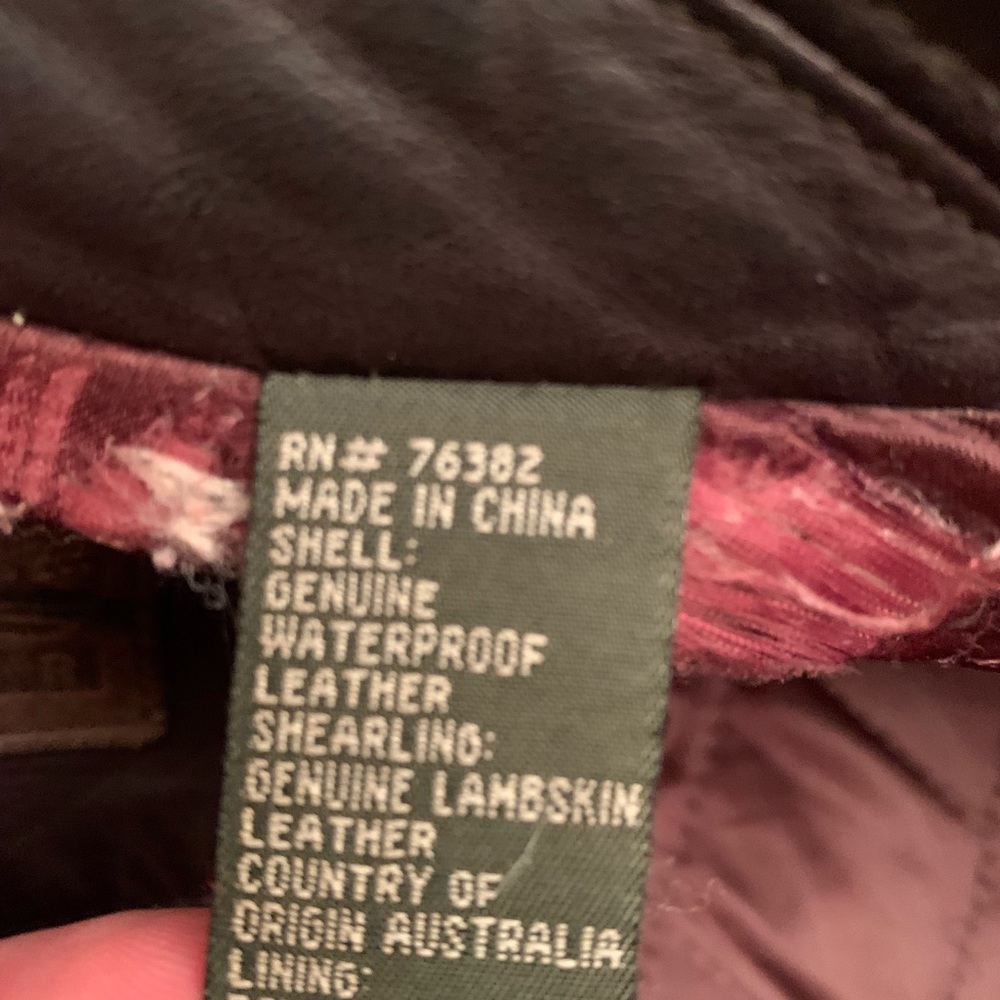 RN# 76382
MADE IN CHINA
SHELL:
GENUINE
WATERPROOF
LEATHER
SHEARLING:
GENUINE LAMBSKIN
LEATHER
COUNTRY OF
ORIGIN AUSTRALIA
LINING: